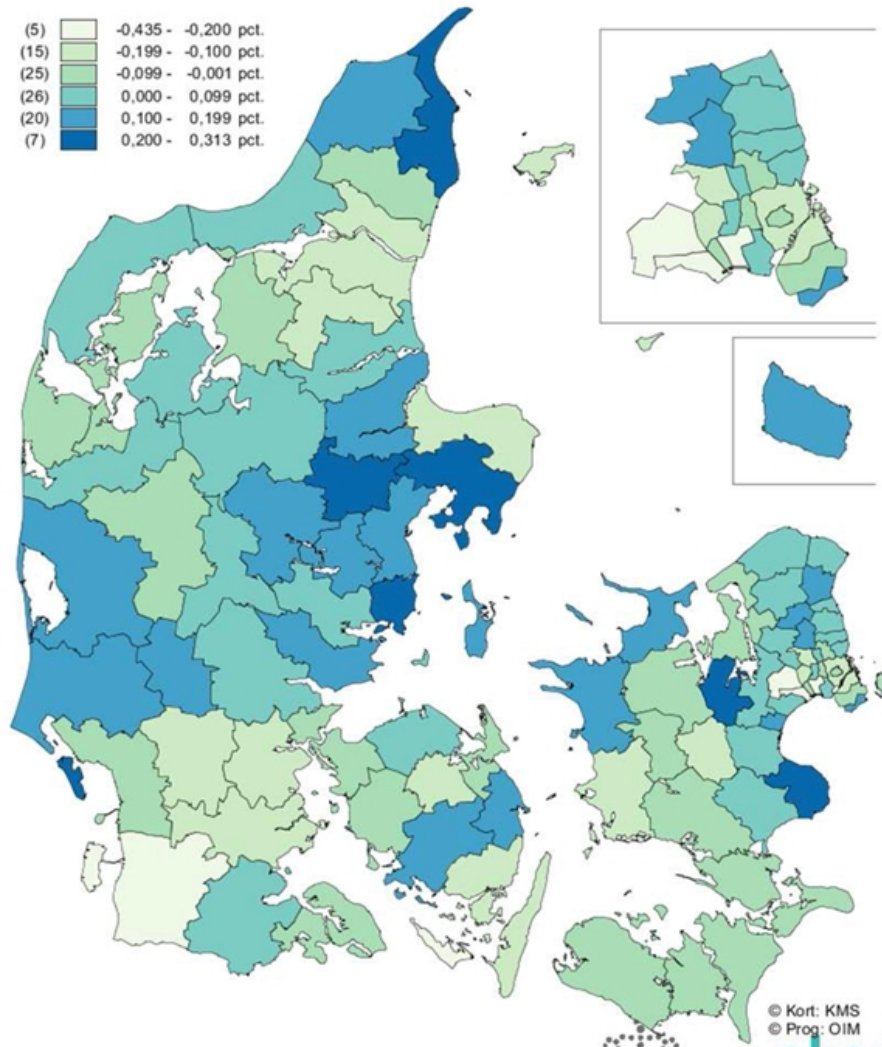 (5) -0,435 - -0,200 pct.
(15) -0,199 - -0,100 pct.
(25) -0,099 - -0,001 pct.
(26) 0,000 - 0,099 pct.
(20) 0,100 - 0,199 pct.
(7) 0,200 - 0,313 pct.
© Kort: KMS
© Prog: OIM